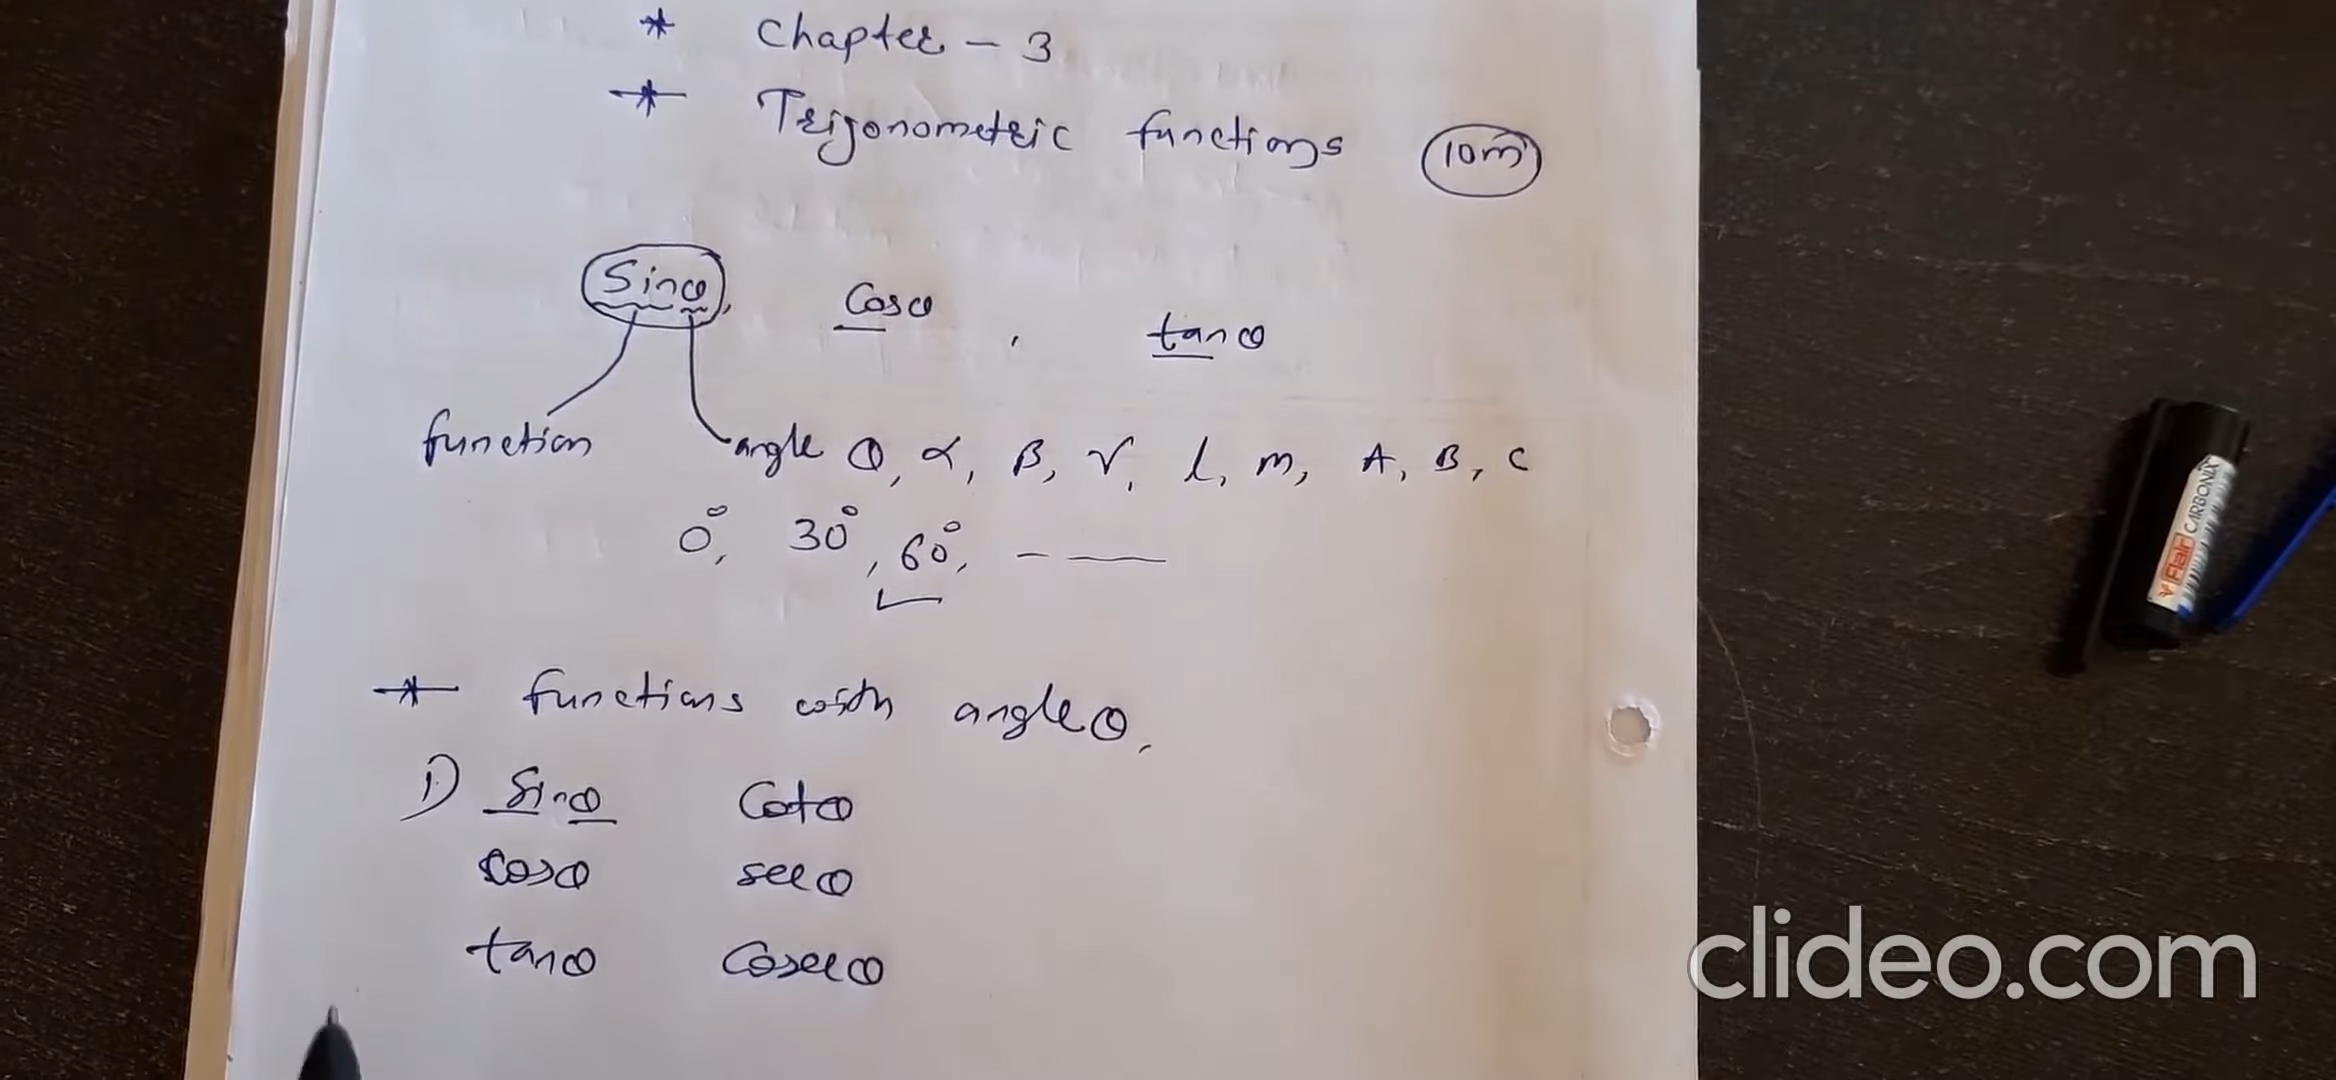 * Chapter - 3
* Trigonometric functions 10m
Sinθ, Cosθ, tanθ
function angle θ, α, β, γ, l, m, A, B, C
0°, 30°, 60°, - —
* functions with angle θ,
1) Sinθ Cotθ
cosθ secθ
tanθ Cosecθ
Flair CARBONIX
clideo.com